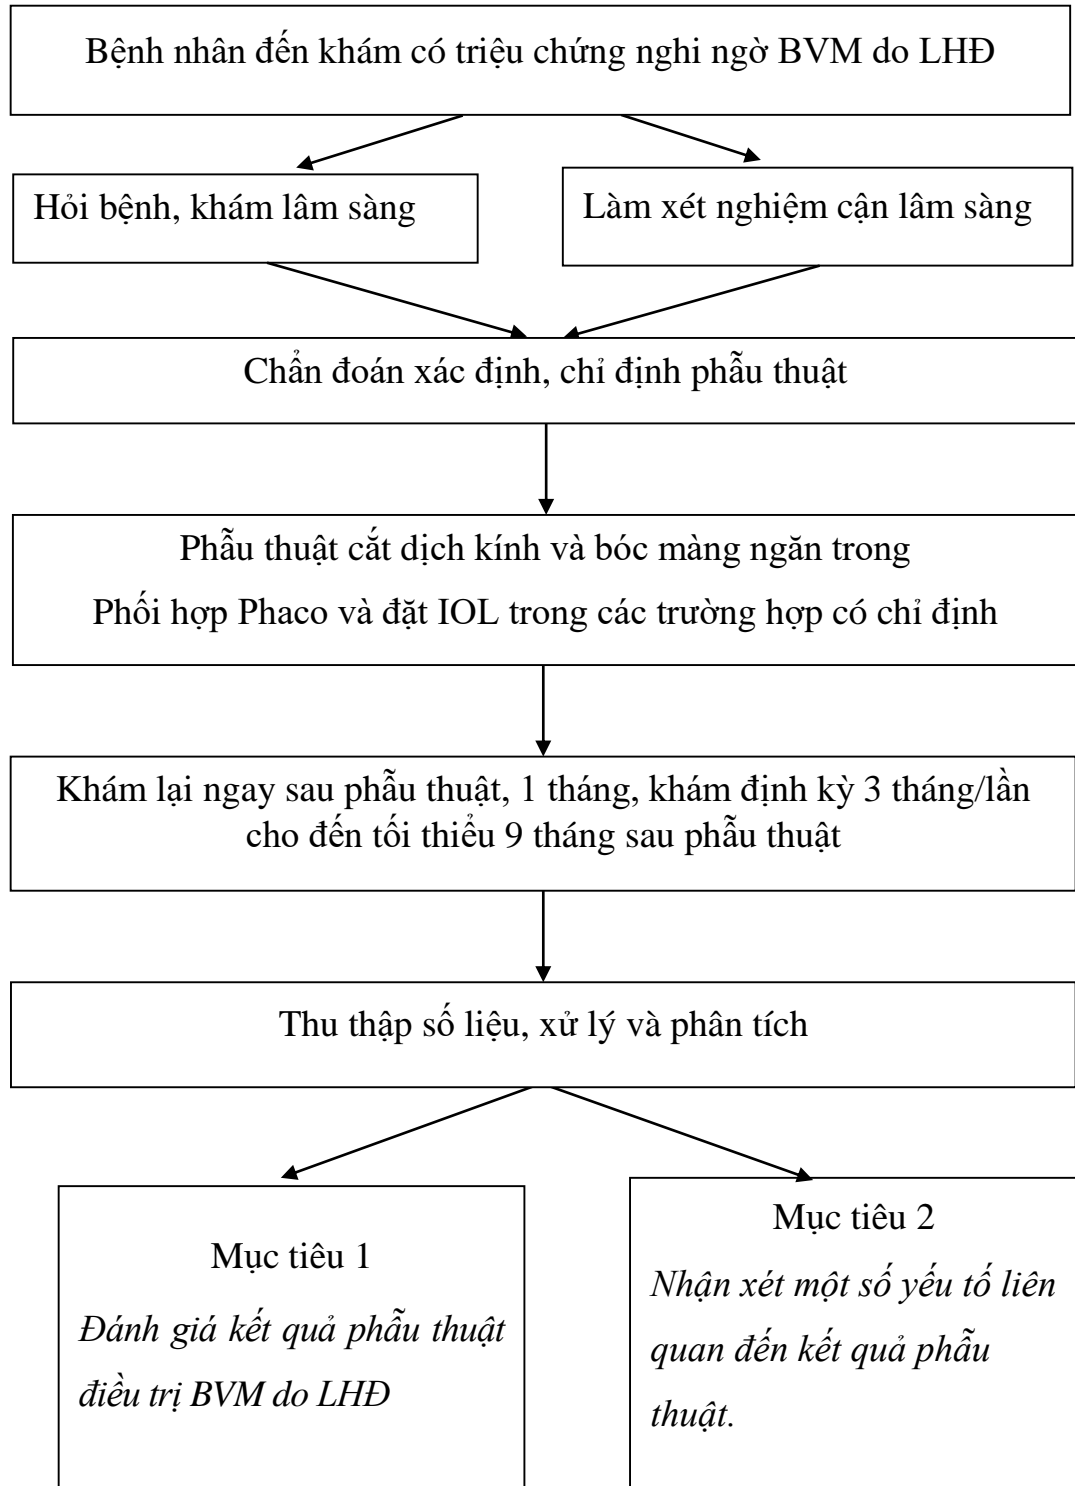 Bệnh nhân đến khám có triệu chứng nghi ngờ BVM do LHĐ
Hỏi bệnh, khám lâm sàng
Làm xét nghiệm cận lâm sàng
Chẩn đoán xác định, chỉ định phẫu thuật
Phẫu thuật cắt dịch kính và bóc màng ngăn trong
Phối hợp Phaco và đặt IOL trong các trường hợp có chỉ định
Khám lại ngay sau phẫu thuật, 1 tháng, khám định kỳ 3 tháng/lần
cho đến tối thiểu 9 tháng sau phẫu thuật
Thu thập số liệu, xử lý và phân tích
Mục tiêu 1
Đánh giá kết quả phẫu thuật
điều trị BVM do LHĐ
Mục tiêu 2
Nhận xét một số yếu tố liên
quan đến kết quả phẫu
thuật.